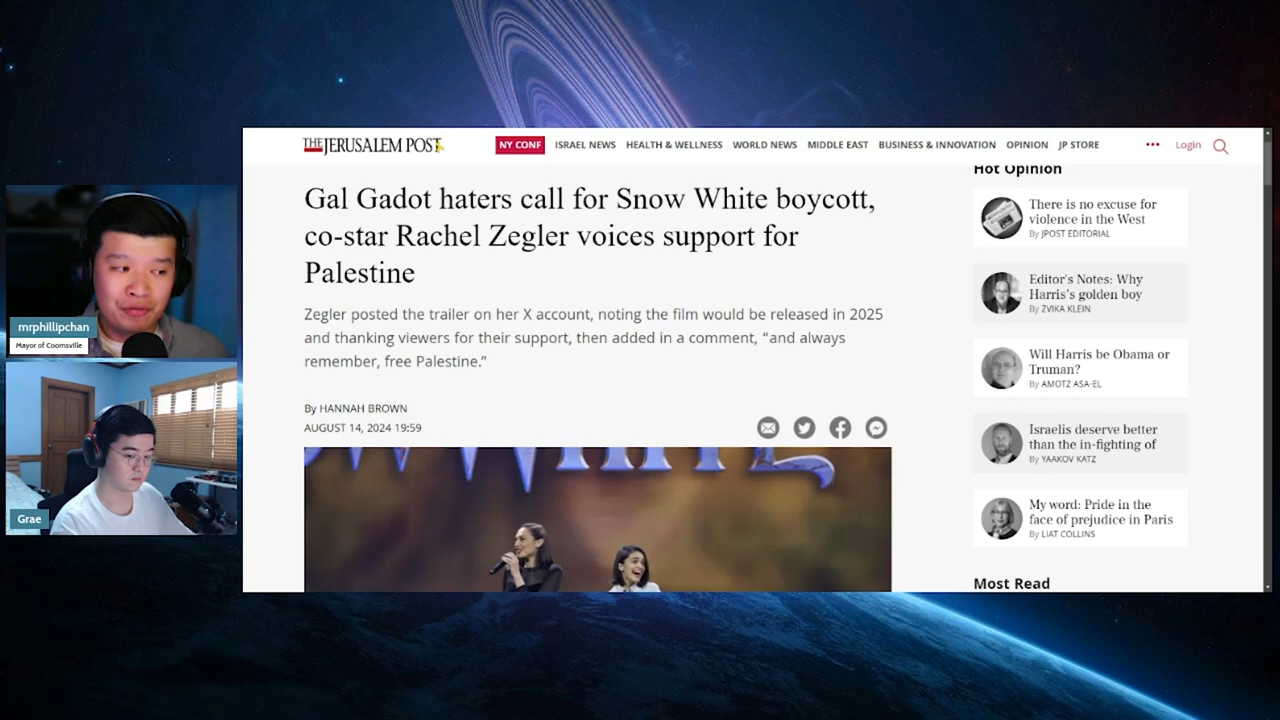 THE JERUSALEM POST
NY CONF ISRAEL NEWS HEALTH & WELLNESS WORLD NEWS MIDDLE EAST BUSINESS & INNOVATION OPINION JP STORE ••• Login
Gal Gadot haters call for Snow White boycott,
co-star Rachel Zegler voices support for
Palestine
Zegler posted the trailer on her X account, noting the film would be released in 2025
and thanking viewers for their support, then added in a comment, “and always
remember, free Palestine.”
By HANNAH BROWN
AUGUST 14, 2024 19:59
OW WHITE
Hot Opinion
There is no excuse for
violence in the West
By JPOST EDITORIAL
Editor's Notes: Why
Harris's golden boy
By ZVIKA KLEIN
Will Harris be Obama or
Truman?
By AMOTZ ASA-EL
Israelis deserve better
than the in-fighting of
By YAAKOV KATZ
My word: Pride in the
face of prejudice in Paris
By LIAT COLLINS
Most Read
mrphillipchan
Mayor of Coomsville
Grae